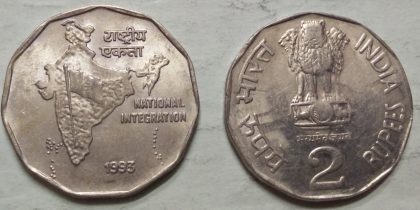 राष्ट्रीय
एकता
NATIONAL
INTEGRATION
1993
भारत
रुपये
INDIA
RUPEES
सत्यमेव जयते
2